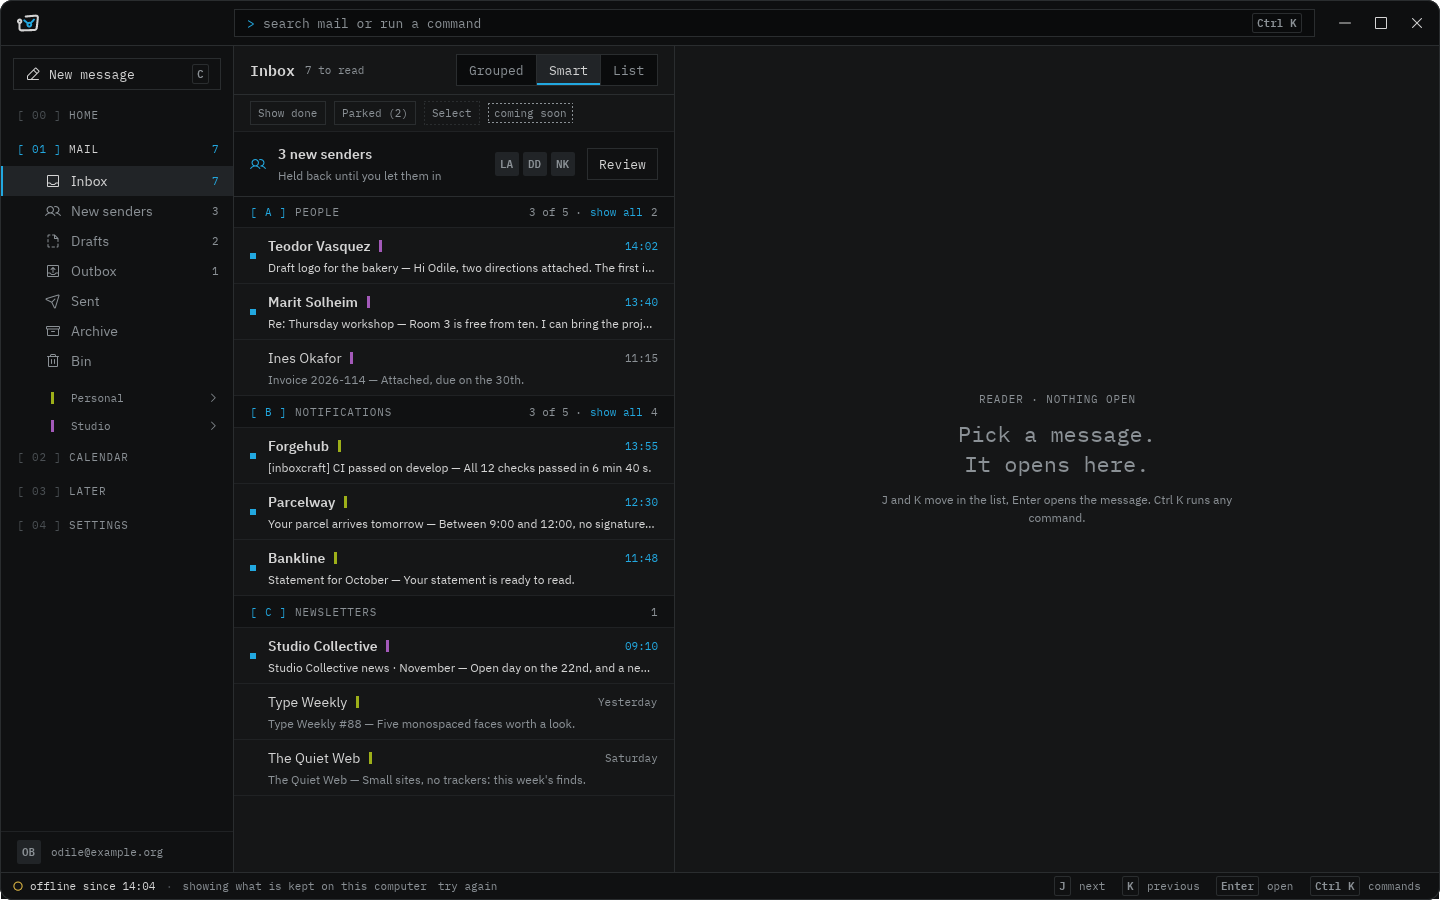 > search mail or run a command
Ctrl K
New message
C
[ 00 ] HOME
[ 01 ] MAIL 7
Inbox 7
New senders 3
Drafts 2
Outbox 1
Sent
Archive
Bin
Personal
Studio
[ 02 ] CALENDAR
[ 03 ] LATER
[ 04 ] SETTINGS
OB odile@example.org
Inbox 7 to read
Grouped Smart List
Show done Parked (2) Select coming soon
3 new senders
Held back until you let them in
LA DD NK Review
[ A ] PEOPLE 3 of 5 · show all 2
Teodor Vasquez 14:02
Draft logo for the bakery — Hi Odile, two directions attached. The first i…
Marit Solheim 13:40
Re: Thursday workshop — Room 3 is free from ten. I can bring the proj…
Ines Okafor 11:15
Invoice 2026-114 — Attached, due on the 30th.
[ B ] NOTIFICATIONS 3 of 5 · show all 4
Forgehub 13:55
[inboxcraft] CI passed on develop — All 12 checks passed in 6 min 40 s.
Parcelway 12:30
Your parcel arrives tomorrow — Between 9:00 and 12:00, no signature…
Bankline 11:48
Statement for October — Your statement is ready to read.
[ C ] NEWSLETTERS 1
Studio Collective 09:10
Studio Collective news · November — Open day on the 22nd, and a ne…
Type Weekly Yesterday
Type Weekly #88 — Five monospaced faces worth a look.
The Quiet Web Saturday
The Quiet Web — Small sites, no trackers: this week's finds.
READER · NOTHING OPEN
Pick a message.
It opens here.
J and K move in the list, Enter opens the message. Ctrl K runs any
command.
offline since 14:04 · showing what is kept on this computer try again
J next K previous Enter open Ctrl K commands